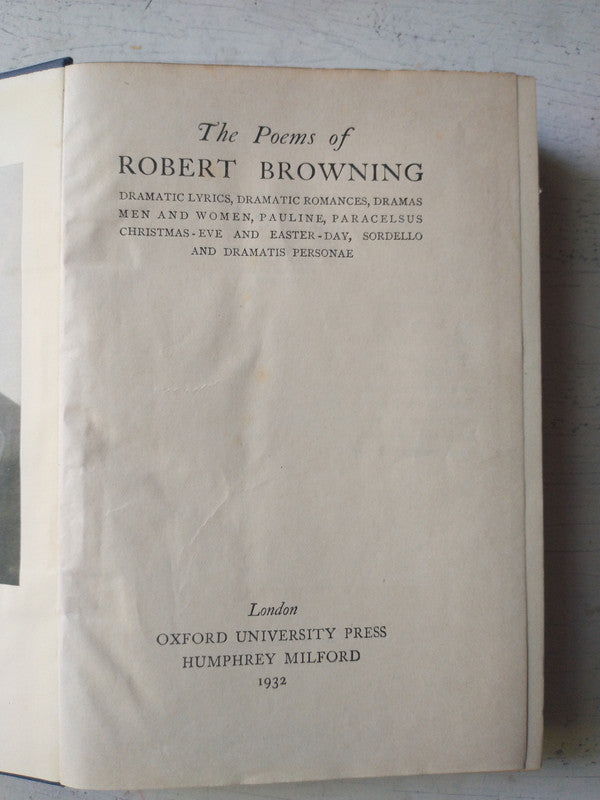 The Poems of
ROBERT BROWNING
DRAMATIC LYRICS, DRAMATIC ROMANCES, DRAMAS
MEN AND WOMEN, PAULINE, PARACELSUS
CHRISTMAS-EVE AND EASTER-DAY, SORDELLO
AND DRAMATIS PERSONAE
London
OXFORD UNIVERSITY PRESS
HUMPHREY MILFORD
1932